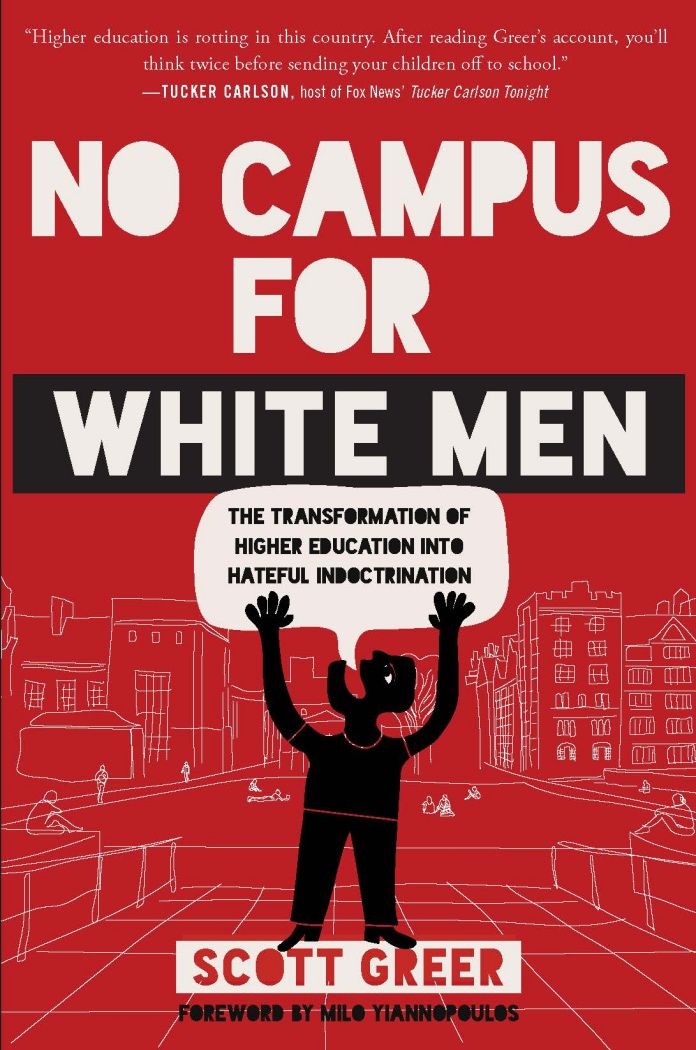 “Higher education is rotting in this country. After reading Greer’s account, you’ll
think twice before sending your children off to school.”
—TUCKER CARLSON, host of Fox News’ Tucker Carlson Tonight
NO CAMPUS
FOR
WHITE MEN
THE TRANSFORMATION OF
HIGHER EDUCATION INTO
HATEFUL INDOCTRINATION
SCOTT GREER
FOREWORD BY MILO YIANNOPOULOS